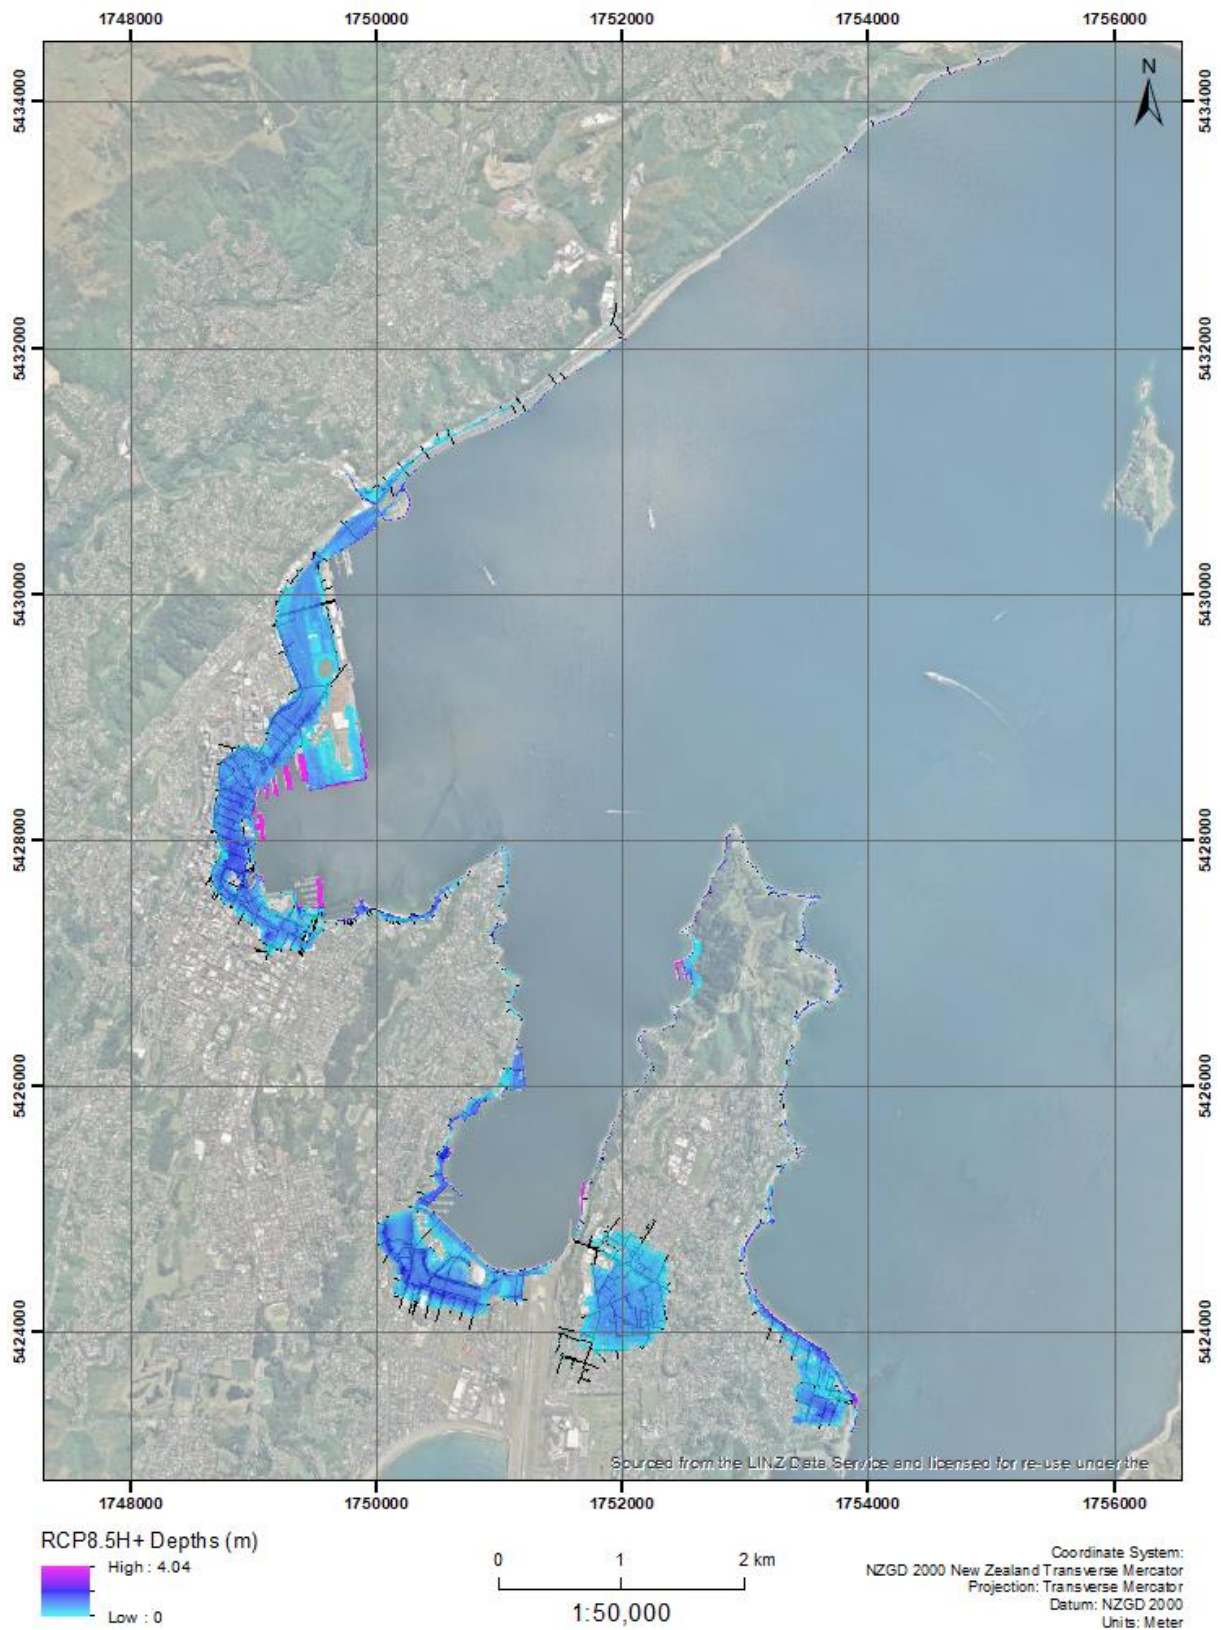 1748000 1750000 1752000 1754000 1756000
N
5434000 5434000
5432000 5432000
5430000 5430000
5428000 5428000
5426000 5426000
5424000 5424000
Sourced from the LINZ Data Service and licensed for re-use under the
1748000 1750000 1752000 1754000 1756000
RCP8.5H+ Depths (m)
High : 4.04
Low : 0
0 1 2 km
1:50,000
Coordinate System:
NZGD 2000 New Zealand Transverse Mercator
Projection: Transverse Mercator
Datum: NZGD 2000
Units: Meter